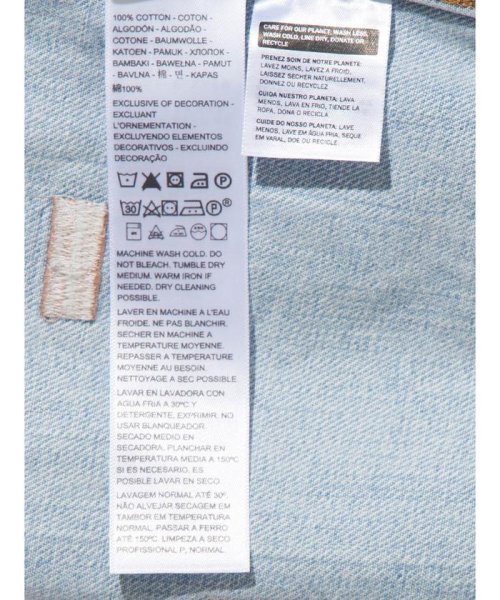 100% COTTON - COTON -
ALGODÓN - ALGODÃO -
COTONE - BAUMWOLLE -
KATOEN - PAMUK - ХЛОПОК -
BAMBAKI - BAWEŁNA - PAMUT
- BAVLNA - 棉 - 면 - KAPAS
綿100%
EXCLUSIVE OF DECORATION -
EXCLUANT
L'ORNEMENTATION -
EXCLUYENDO ELEMENTOS
DECORATIVOS - EXCLUINDO
DECORAÇÃO
P
30 P®
MACHINE WASH COLD. DO
NOT BLEACH. TUMBLE DRY
MEDIUM. WARM IRON IF
NEEDED. DRY CLEANING
POSSIBLE.
LAVER EN MACHINE A L'EAU
FROIDE. NE PAS BLANCHIR.
SECHER EN MACHINE A
TEMPERATURE MOYENNE.
REPASSER A TEMPERATURE
MOYENNE AU BESOIN.
NETTOYAGE A SEC POSSIBLE.
LAVAR EN LAVADORA CON
AGUA FRIA A 30ºC Y
DETERGENTE, EXPRIMIR. NO
USAR BLANQUEADOR.
SECADO MEDIO EN
SECADORA. PLANCHAR EN
TEMPERATURA MEDIA A 150ºC
SI ES NECESARIO. ES
POSIBLE LAVAR EN SECO.
LAVAGEM NORMAL ATÉ 30º.
NÃO ALVEJAR SECAGEM EM
TAMBOR EM TEMPERATURA
NORMAL. PASSAR A FERRO
ATÉ 150ºC. LIMPEZA A SECO
PROFISSIONAL P, NORMAL.
CARE FOR OUR PLANET: WASH LESS,
WASH COLD, LINE DRY, DONATE OR
RECYCLE
PRENEZ SOIN DE NOTRE PLANETE:
LAVEZ MOINS, LAVEZ A FROID,
LAISSEZ SECHER NATURELLEMENT,
DONNEZ OU RECYCLEZ
CUIDA NUESTRO PLANETA: LAVA
MENOS, LAVA EN FRIO, TIENDE LA
ROPA, DONA O RECICLA
CUIDE DO NOSSO PLANETA: LAVE
MENOS, LAVE EM ÁGUA FRIA, SEQUE
EM VARAL, DOE OU RECICLE.